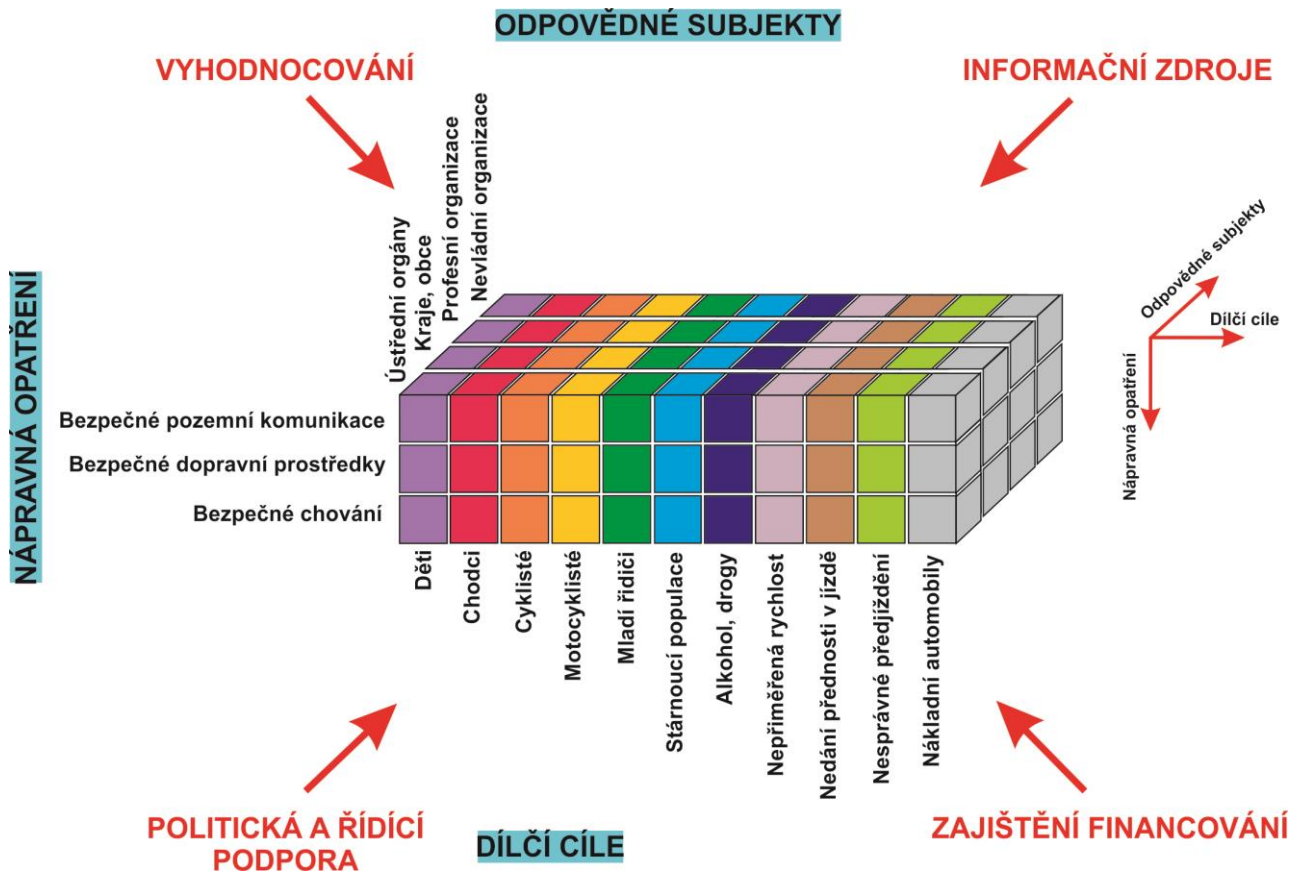 ODPOVĚDNÉ SUBJEKTY
VYHODNOCOVÁNÍ
INFORMAČNÍ ZDROJE
Ústřední orgány
Kraje, obce
Profesní organizace
Nevládní organizace
NÁPRAVNÁ OPATŘENÍ
Bezpečné pozemní komunikace
Bezpečné dopravní prostředky
Bezpečné chování
Odpovědné subjekty
Dílčí cíle
Nápravná opatření
Děti
Chodci
Cyklisté
Motocyklisté
Mladí řidiči
Stárnoucí populace
Alkohol, drogy
Nepřiměřená rychlost
Nedání přednosti v jízdě
Nesprávné předjíždění
Nákladní automobily
POLITICKÁ A ŘÍDÍCÍ
PODPORA
DÍLČÍ CÍLE
ZAJIŠTĚNÍ FINANCOVÁNÍ